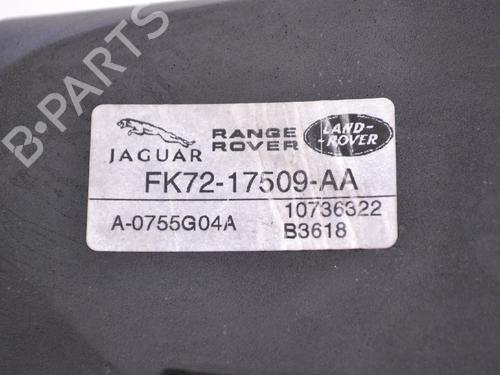 B-PARTS
JAGUAR
RANGE
ROVER
LAND-
-ROVER
FK72-17509-AA
A-0755G04A
10736322
B3618